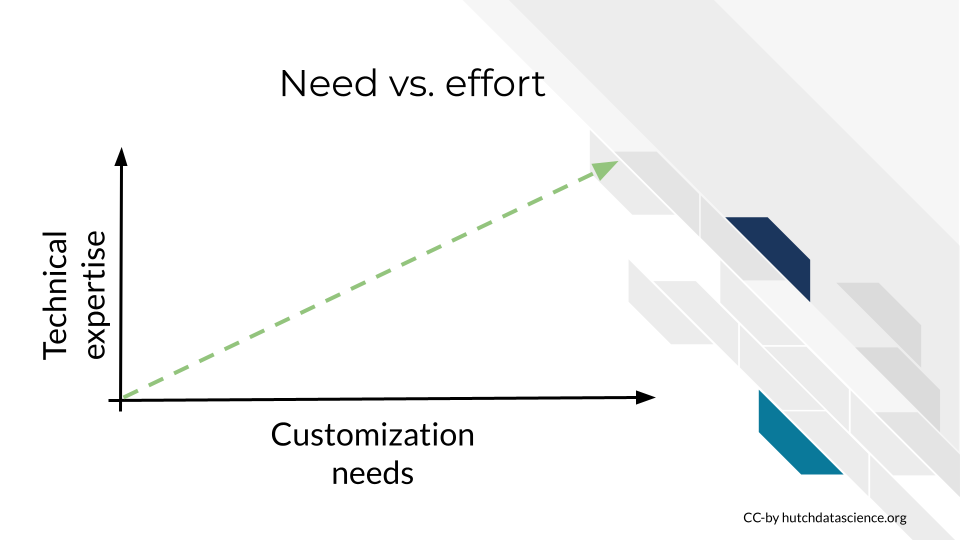 Need vs. effort
Technical
expertise
Customization
needs
CC-by hutchdatascience.org